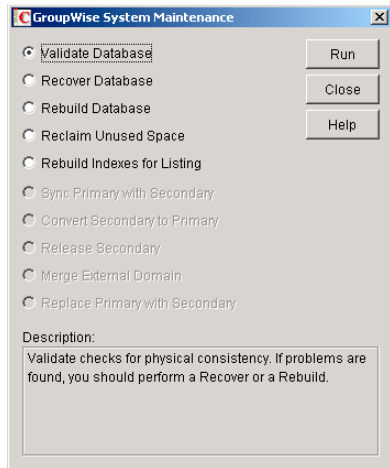 GroupWise System Maintenance
Validate Database
Run
Recover Database
Close
Rebuild Database
Help
Reclaim Unused Space
Rebuild Indexes for Listing
Sync Primary with Secondary
Convert Secondary to Primary
Release Secondary
Merge External Domain
Replace Primary with Secondary
Description:
Validate checks for physical consistency. If problems are
found, you should perform a Recover or a Rebuild.